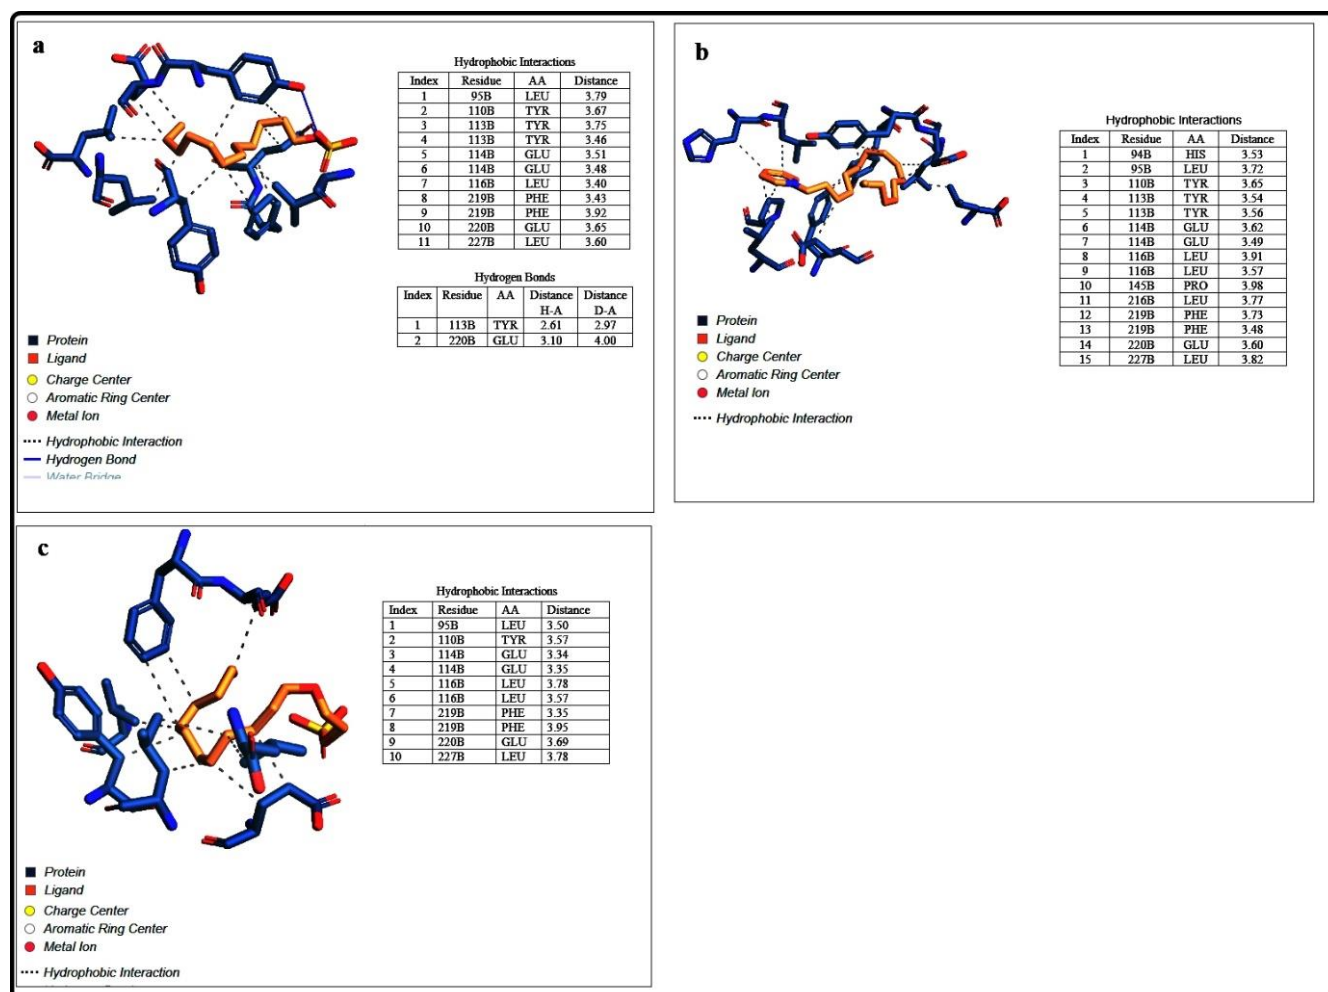 a
Hydrophobic Interactions
Index Residue AA Distance
1 95B LEU 3.79
2 110B TYR 3.67
3 113B TYR 3.75
4 113B TYR 3.46
5 114B GLU 3.51
6 114B GLU 3.48
7 116B LEU 3.40
8 219B PHE 3.43
9 219B PHE 3.92
10 220B GLU 3.65
11 227B LEU 3.60
Hydrogen Bonds
Index Residue AA Distance Distance
H-A D-A
1 113B TYR 2.61 2.97
2 220B GLU 3.10 4.00
Protein
Ligand
Charge Center
Aromatic Ring Center
Metal Ion
Hydrophobic Interaction
Hydrogen Bond
Water Bridge
b
Hydrophobic Interactions
Index Residue AA Distance
1 94B HIS 3.53
2 95B LEU 3.72
3 110B TYR 3.65
4 113B TYR 3.54
5 113B TYR 3.56
6 114B GLU 3.62
7 114B GLU 3.49
8 116B LEU 3.91
9 116B LEU 3.57
10 145B PRO 3.98
11 216B LEU 3.77
12 219B PHE 3.73
13 219B PHE 3.48
14 220B GLU 3.60
15 227B LEU 3.82
Protein
Ligand
Charge Center
Aromatic Ring Center
Metal Ion
Hydrophobic Interaction
c
Hydrophobic Interactions
Index Residue AA Distance
1 95B LEU 3.50
2 110B TYR 3.57
3 114B GLU 3.34
4 114B GLU 3.35
5 116B LEU 3.78
6 116B LEU 3.57
7 219B PHE 3.35
8 219B PHE 3.95
9 220B GLU 3.69
10 227B LEU 3.78
Protein
Ligand
Charge Center
Aromatic Ring Center
Metal Ion
Hydrophobic Interaction